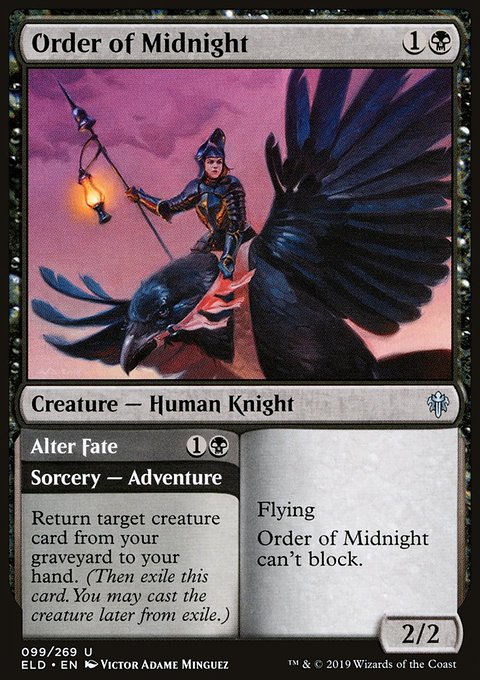 Order of Midnight 1
Creature — Human Knight
Alter Fate 1
Sorcery — Adventure
Return target creature
card from your
graveyard to your
hand. (Then exile this
card. You may cast the
creature later from exile.)
Flying
Order of Midnight
can't block.
2/2
099/269 U
ELD • EN Victor Adame Minguez
™ & © 2019 Wizards of the Coast